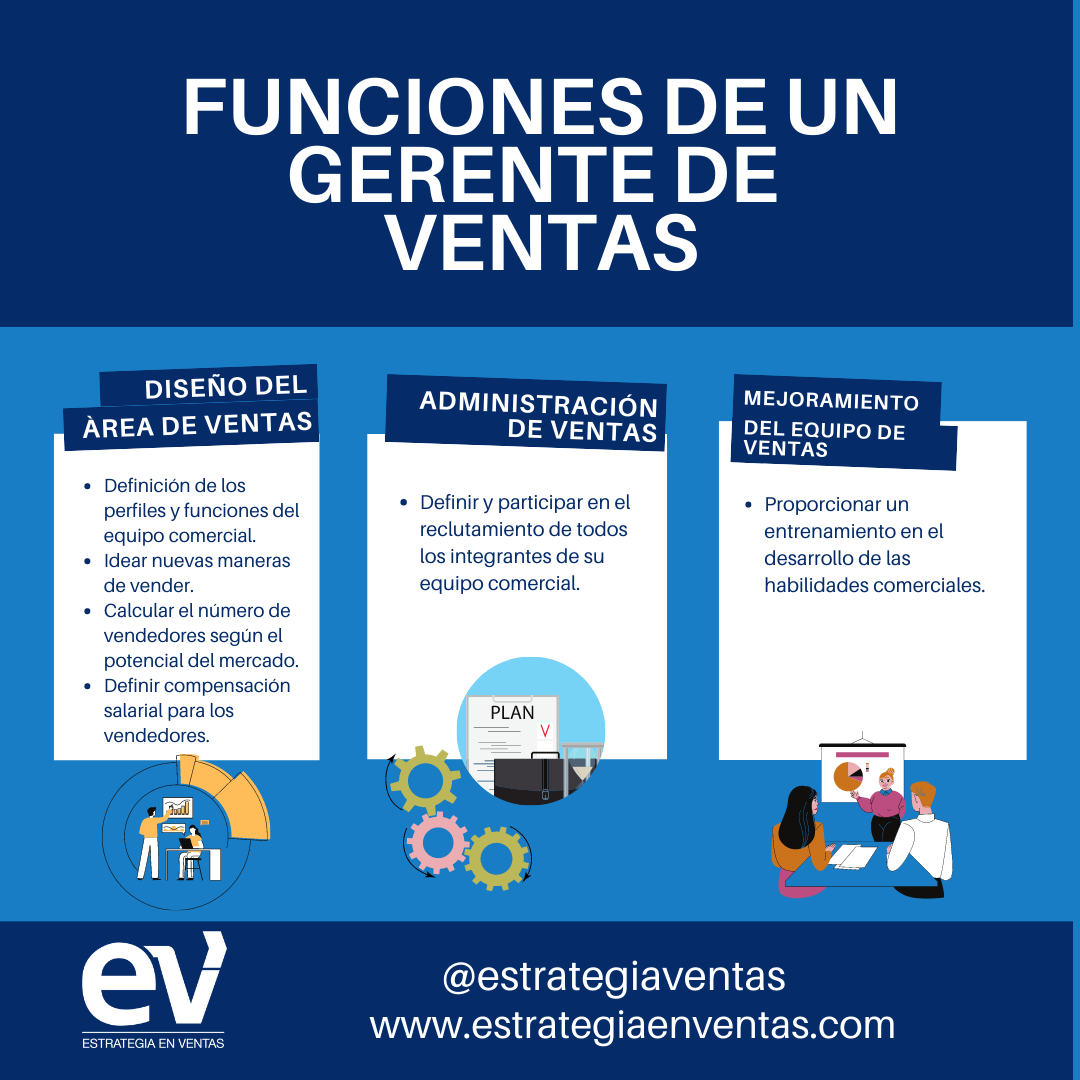 FUNCIONES DE UN
GERENTE DE
VENTAS
DISEÑO DEL
ÀREA DE VENTAS
• Definición de los
perfiles y funciones del
equipo comercial.
• Idear nuevas maneras
de vender.
• Calcular el número de
vendedores según el
potencial del mercado.
• Definir compensación
salarial para los
vendedores.
ADMINISTRACIÓN
DE VENTAS
• Definir y participar en el
reclutamiento de todos
los integrantes de su
equipo comercial.
PLAN
MEJORAMIENTO
DEL EQUIPO DE
VENTAS
• Proporcionar un
entrenamiento en el
desarrollo de las
habilidades comerciales.
ev
ESTRATEGIA EN VENTAS
@estrategiaventas
www.estrategiaenventas.com